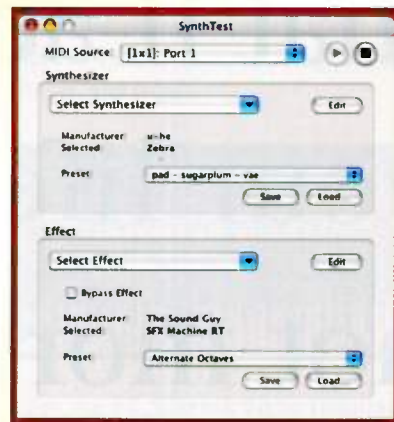 SynthTest
MIDI Source: [1x1]: Port 1
Synthesizer
Select Synthesizer Edit
Manufacturer: u-he
Selected: Zebra
Preset: pad - sugarplum - vae
Save Load
Effect
Select Effect Edit
Bypass Effect
Manufacturer: The Sound Guy
Selected: SFX Machine RT
Preset: Alternate Octaves
Save Load